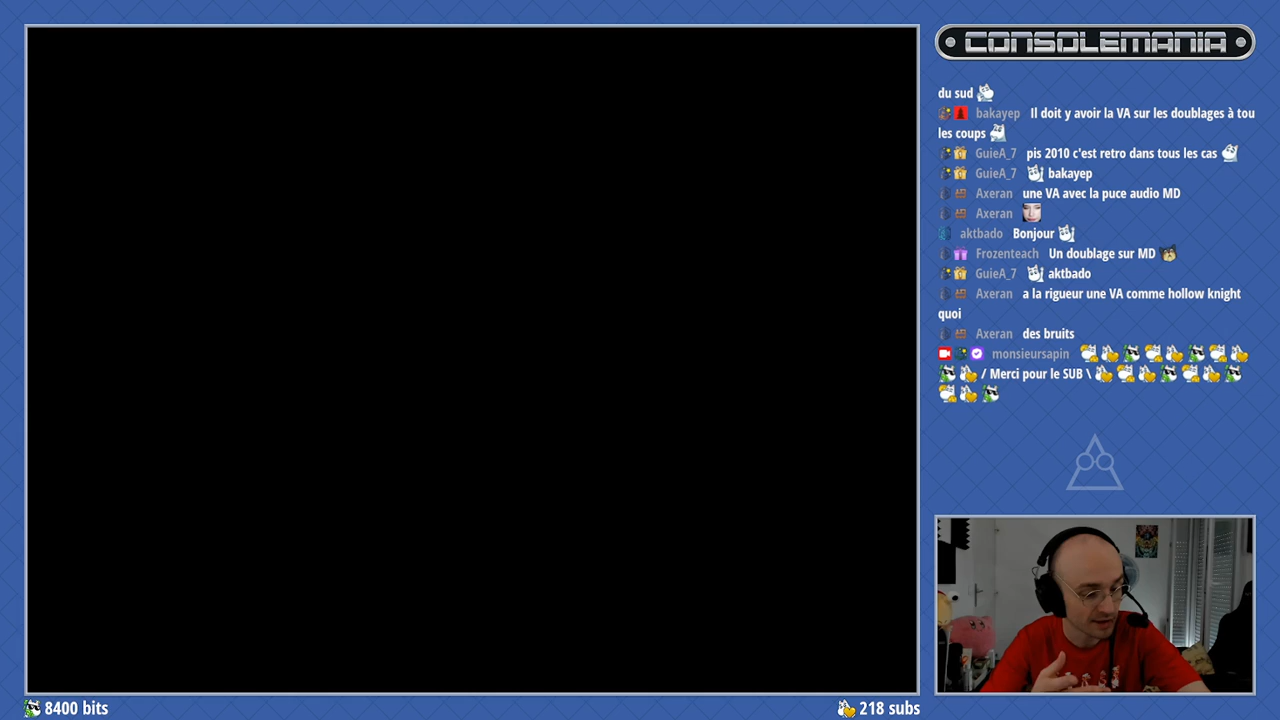 CONSOLEMANIA
du sud
bakayep Il doit y avoir la VA sur les doublages à tou
les coups
GuieA_7 pis 2010 c'est retro dans tous les cas
GuieA_7 bakayep
Axeran une VA avec la puce audio MD
Axeran
aktbado Bonjour
Frozenteach Un doublage sur MD
GuieA_7 aktbado
Axeran a la rigueur une VA comme hollow knight
quoi
Axeran des bruits
monsieursapin
/ Merci pour le SUB \
8400 bits
218 subs